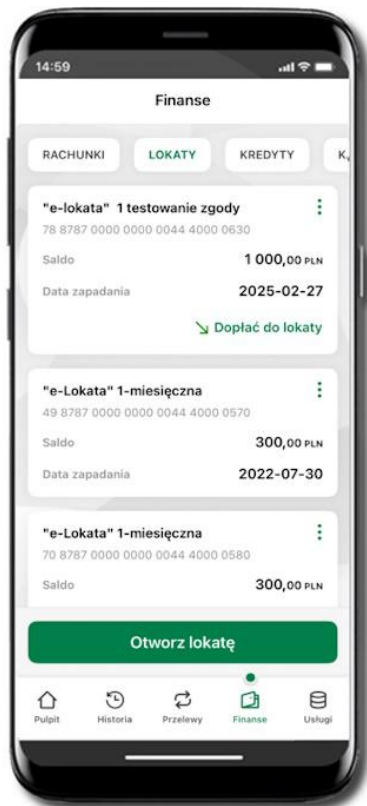 14:59
Finanse
RACHUNKI LOKATY KREDYTY
"e-lokata" 1 testowanie zgody
78 8787 0000 0000 0044 4000 0630
Saldo 1 000,00 PLN
Data zapadania 2025-02-27
Dopłać do lokaty
"e-Lokata" 1-miesięczna
49 8787 0000 0000 0044 4000 0570
Saldo 300,00 PLN
Data zapadania 2022-07-30
"e-Lokata" 1-miesięczna
70 8787 0000 0000 0044 4000 0580
Saldo 300,00 PLN
Otworz lokatę
Pulpit Historia Przelewy Finanse Usługi